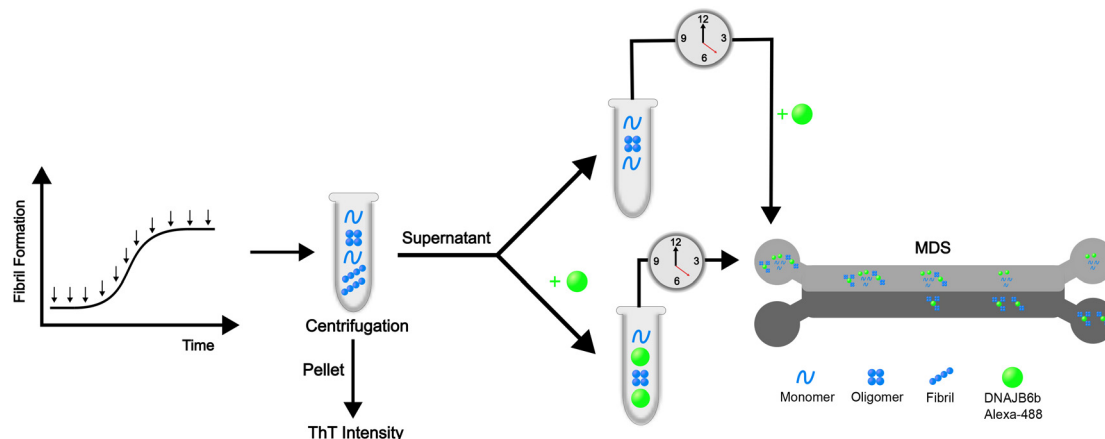 Fibril Formation
Time
Centrifugation
Pellet
ThT Intensity
Supernatant
+
12
3
6
9
+
12
3
6
9
MDS
Monomer
Oligomer
Fibril
DNAJB6b
Alexa-488